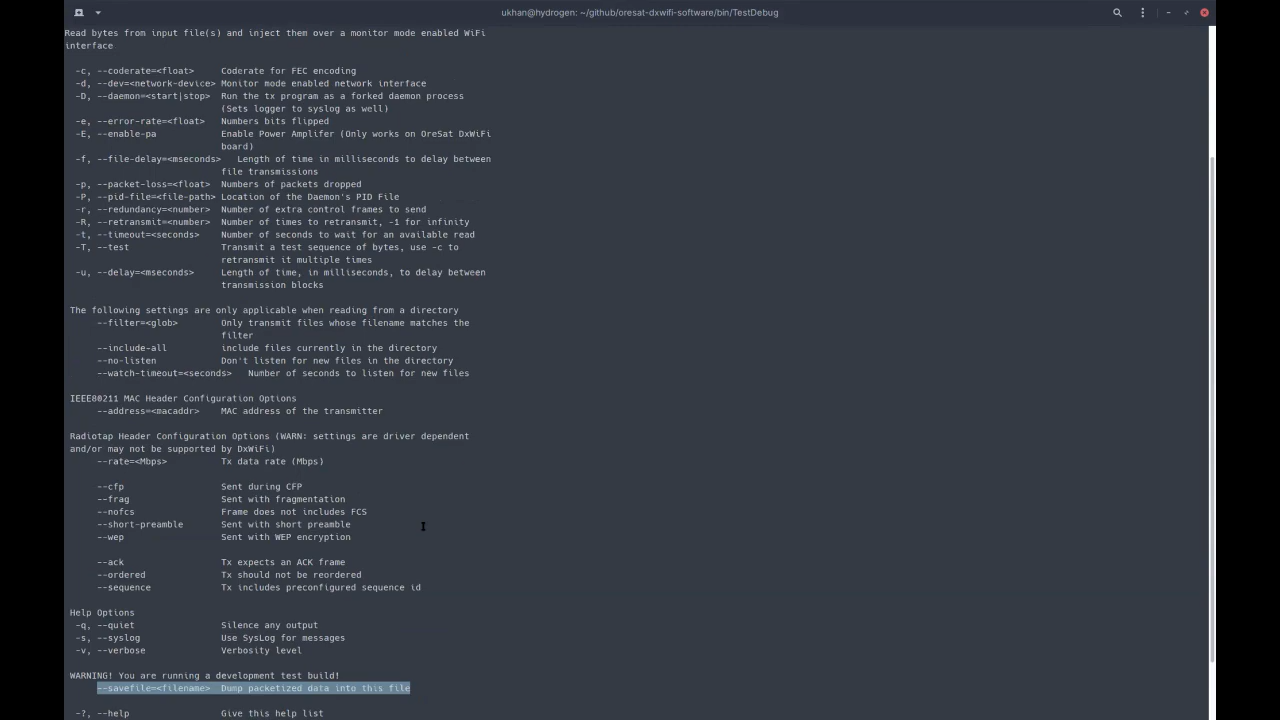 ukhan@hydrogen: ~/github/oresat-dxwifi-software/bin/TestDebug
Read bytes from input file(s) and inject them over a monitor mode enabled WiFi
interface
-c, --coderate=<float> Coderate for FEC encoding
-d, --dev=<network-device> Monitor mode enabled network interface
-D, --daemon=<start|stop> Run the tx program as a forked daemon process
(Sets logger to syslog as well)
-e, --error-rate=<float> Numbers bits flipped
-E, --enable-pa Enable Power Amplifer (Only works on OreSat DxWiFi
board)
-f, --file-delay=<mseconds> Length of time in milliseconds to delay between
file transmissions
-p, --packet-loss=<float> Numbers of packets dropped
-P, --pid-file=<file-path> Location of the Daemon's PID File
-r, --redundancy=<number> Number of extra control frames to send
-R, --retransmit=<number> Number of times to retransmit, -1 for infinity
-t, --timeout=<seconds> Number of seconds to wait for an available read
-T, --test Transmit a test sequence of bytes, use -c to
retransmit it multiple times
-u, --delay=<mseconds> Length of time, in milliseconds, to delay between
transmission blocks
The following settings are only applicable when reading from a directory
--filter=<glob> Only transmit files whose filename matches the
filter
--include-all include files currently in the directory
--no-listen Don't listen for new files in the directory
--watch-timeout=<seconds> Number of seconds to listen for new files
IEEE80211 MAC Header Configuration Options
--address=<macaddr> MAC address of the transmitter
Radiotap Header Configuration Options (WARN: settings are driver dependent
and/or may not be supported by DxWiFi)
--rate=<Mbps> Tx data rate (Mbps)
--cfp Sent during CFP
--frag Sent with fragmentation
--nofcs Frame does not includes FCS
--short-preamble Sent with short preamble
--wep Sent with WEP encryption
--ack Tx expects an ACK frame
--ordered Tx should not be reordered
--sequence Tx includes preconfigured sequence id
Help Options
-q, --quiet Silence any output
-s, --syslog Use SysLog for messages
-v, --verbose Verbosity level
WARNING! You are running a development test build!
--savefile=<filename> Dump packetized data into this file
-?, --help Give this help list